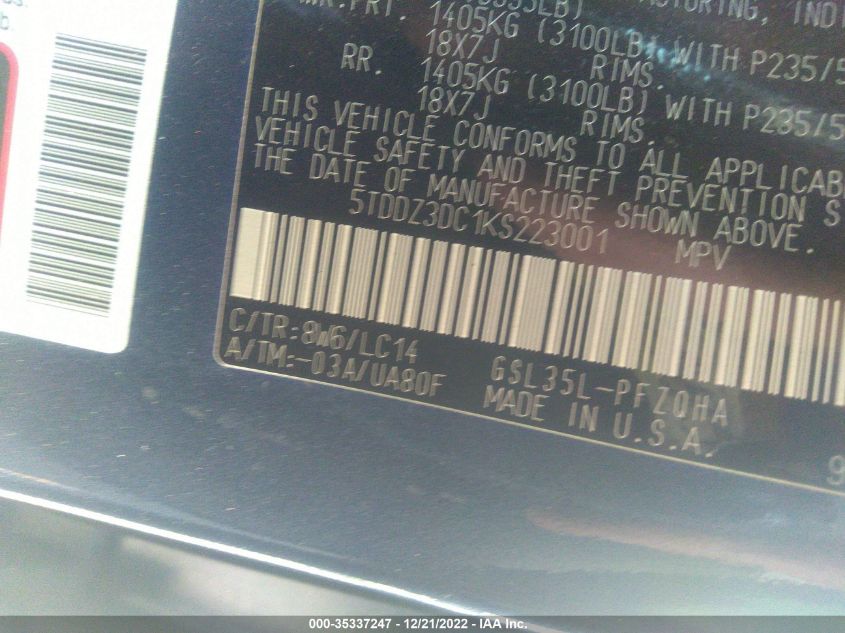 1405KG (3100LB) WITH P235/5
18X7J RIMS.
RR. 1405KG (3100LB) WITH P235/5
18X7J RIMS.
THIS VEHICLE CONFORMS TO ALL APPLICAB
VEHICLE SAFETY AND THEFT PREVENTION S
THE DATE OF MANUFACTURE SHOWN ABOVE.
5TDDZ3DC1KS223001 MPV
C/TR:8W6/LC14
A/TM:-03A/UA80F
GSL35L-PFZQHA
MADE IN U.S.A.
000-35337247 - 12/21/2022 - IAA Inc.